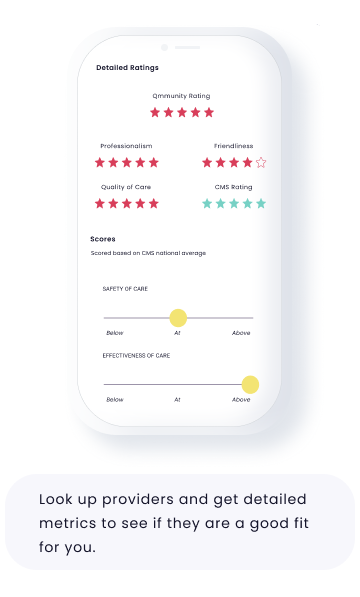 Detailed Ratings
Qmmunity Rating
Professionalism
Friendliness
Quality of Care
CMS Rating
Scores
Scored based on CMS national average
SAFETY OF CARE
Below At Above
EFFECTIVENESS OF CARE
Below At Above
Look up providers and get detailed
metrics to see if they are a good fit
for you.